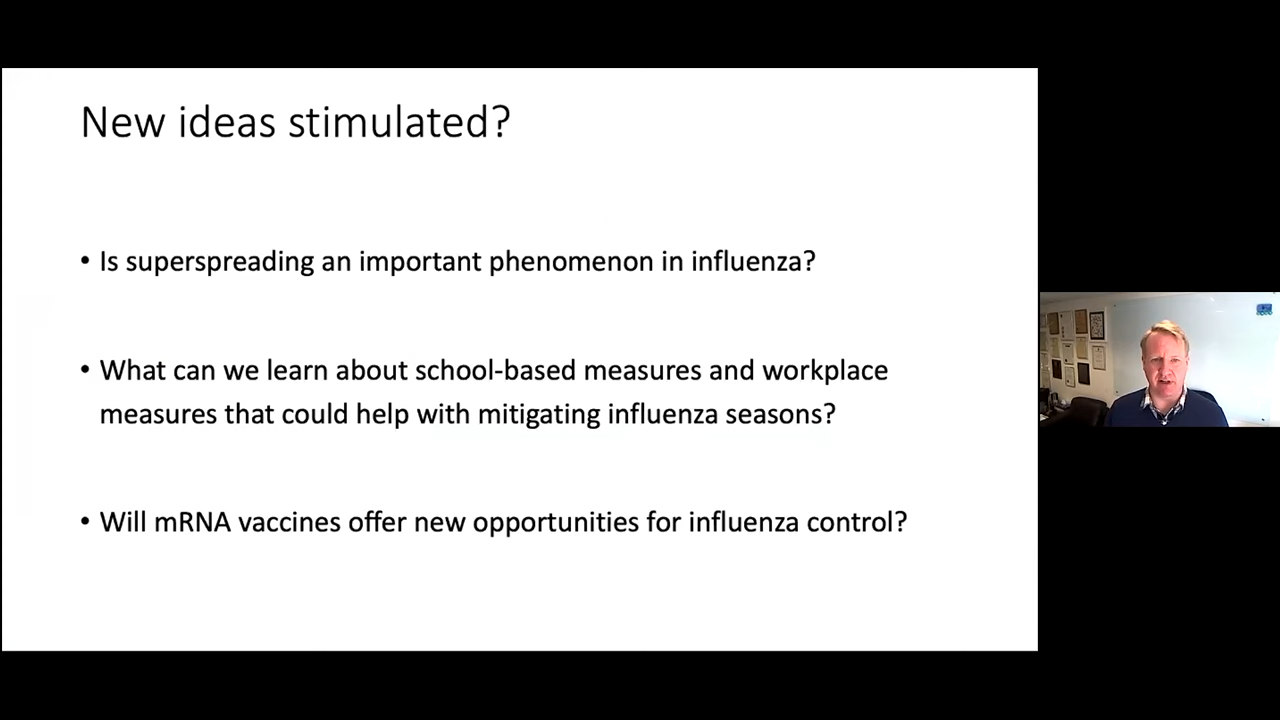 New ideas stimulated?
• Is superspreading an important phenomenon in influenza?
• What can we learn about school-based measures and workplace
measures that could help with mitigating influenza seasons?
• Will mRNA vaccines offer new opportunities for influenza control?